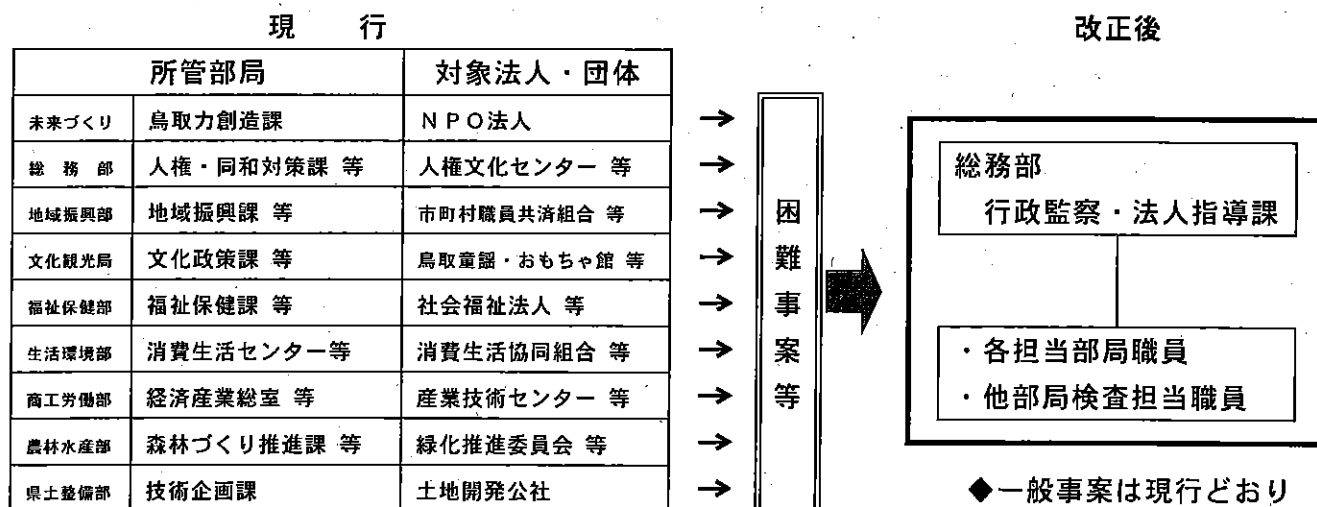 現 行
改正後
所管部局 対象法人・団体
未来づくり 鳥取力創造課 NPO法人 →
総務部 人権・同和対策課 等 人権文化センター 等 →
地域振興部 地域振興課 等 市町村職員共済組合 等 →
文化観光局 文化政策課 等 鳥取童謡・おもちゃ館 等 →
福祉保健部 福祉保健課 等 社会福祉法人 等 →
生活環境部 消費生活センター等 消費生活協同組合 等 →
商工労働部 経済産業総室 等 産業技術センター 等 →
農林水産部 森林づくり推進課 等 緑化推進委員会 等 →
県土整備部 技術企画課 土地開発公社 →
困難事案等
総務部
行政監察・法人指導課
・各担当部局職員
・他部局検査担当職員
◆一般事案は現行どおり